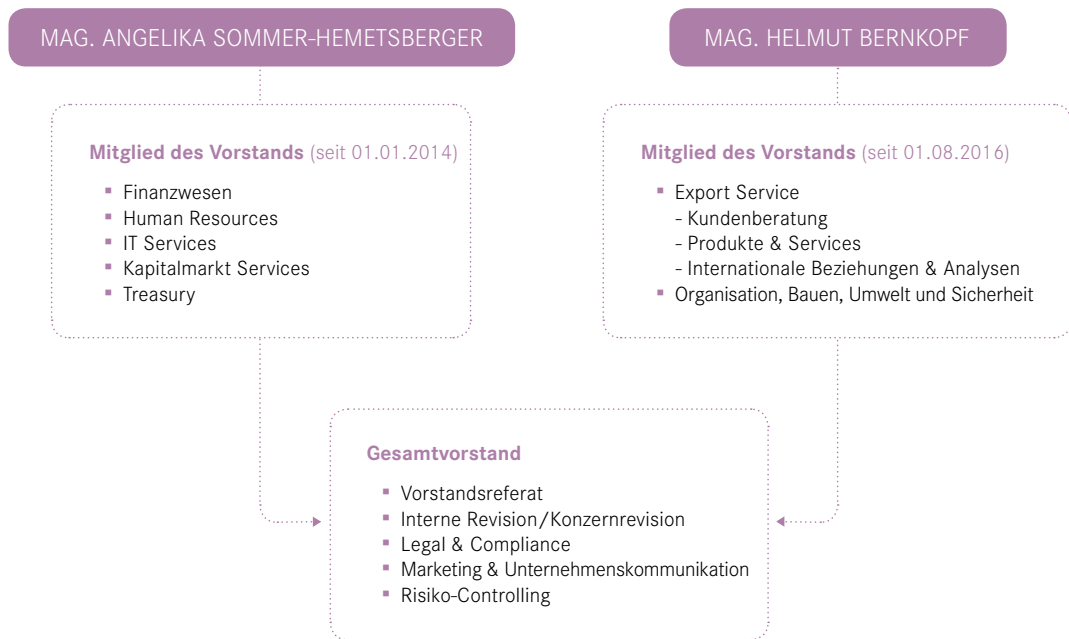 MAG. ANGELIKA SOMMER-HEMETSBERGER
Mitglied des Vorstands (seit 01.01.2014)
▪ Finanzwesen
▪ Human Resources
▪ IT Services
▪ Kapitalmarkt Services
▪ Treasury
MAG. HELMUT BERNKOPF
Mitglied des Vorstands (seit 01.08.2016)
▪ Export Service
- Kundenberatung
- Produkte & Services
- Internationale Beziehungen & Analysen
▪ Organisation, Bauen, Umwelt und Sicherheit
Gesamtvorstand
▪ Vorstandsreferat
▪ Interne Revision/Konzernrevision
▪ Legal & Compliance
▪ Marketing & Unternehmenskommunikation
▪ Risiko-Controlling